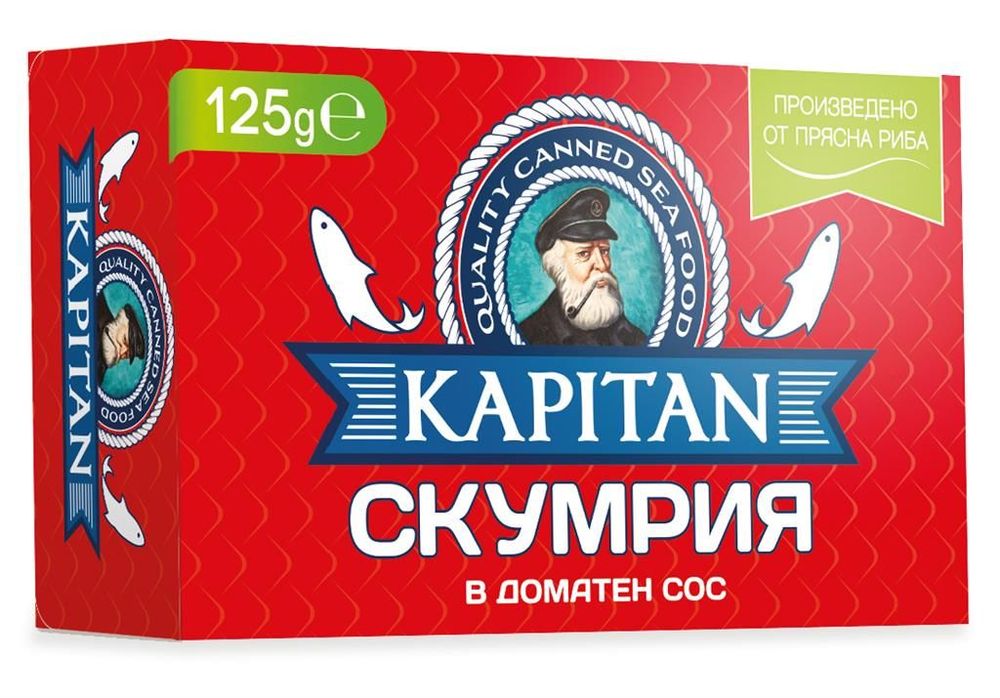 125g℮
ПРОИЗВЕДЕНО
ОТ ПРЯСНА РИБА
QUALITY CANNED SEA FOOD
KAPITAN
СКУМРИЯ
В ДОМАТЕН СОС
KAPITAN
QUALITY CANNED SEA FOOD